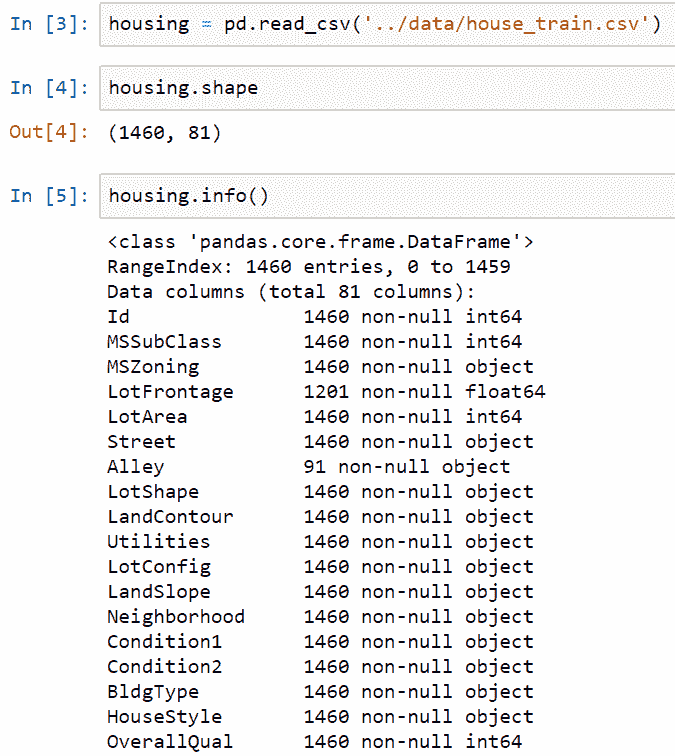 In [3]: housing = pd.read_csv('../data/house_train.csv')
In [4]: housing.shape
Out[4]: (1460, 81)
In [5]: housing.info()
<class 'pandas.core.frame.DataFrame'>
RangeIndex: 1460 entries, 0 to 1459
Data columns (total 81 columns):
Id 1460 non-null int64
MSSubClass 1460 non-null int64
MSZoning 1460 non-null object
LotFrontage 1201 non-null float64
LotArea 1460 non-null int64
Street 1460 non-null object
Alley 91 non-null object
LotShape 1460 non-null object
LandContour 1460 non-null object
Utilities 1460 non-null object
LotConfig 1460 non-null object
LandSlope 1460 non-null object
Neighborhood 1460 non-null object
Condition1 1460 non-null object
Condition2 1460 non-null object
BldgType 1460 non-null object
HouseStyle 1460 non-null object
OverallQual 1460 non-null int64